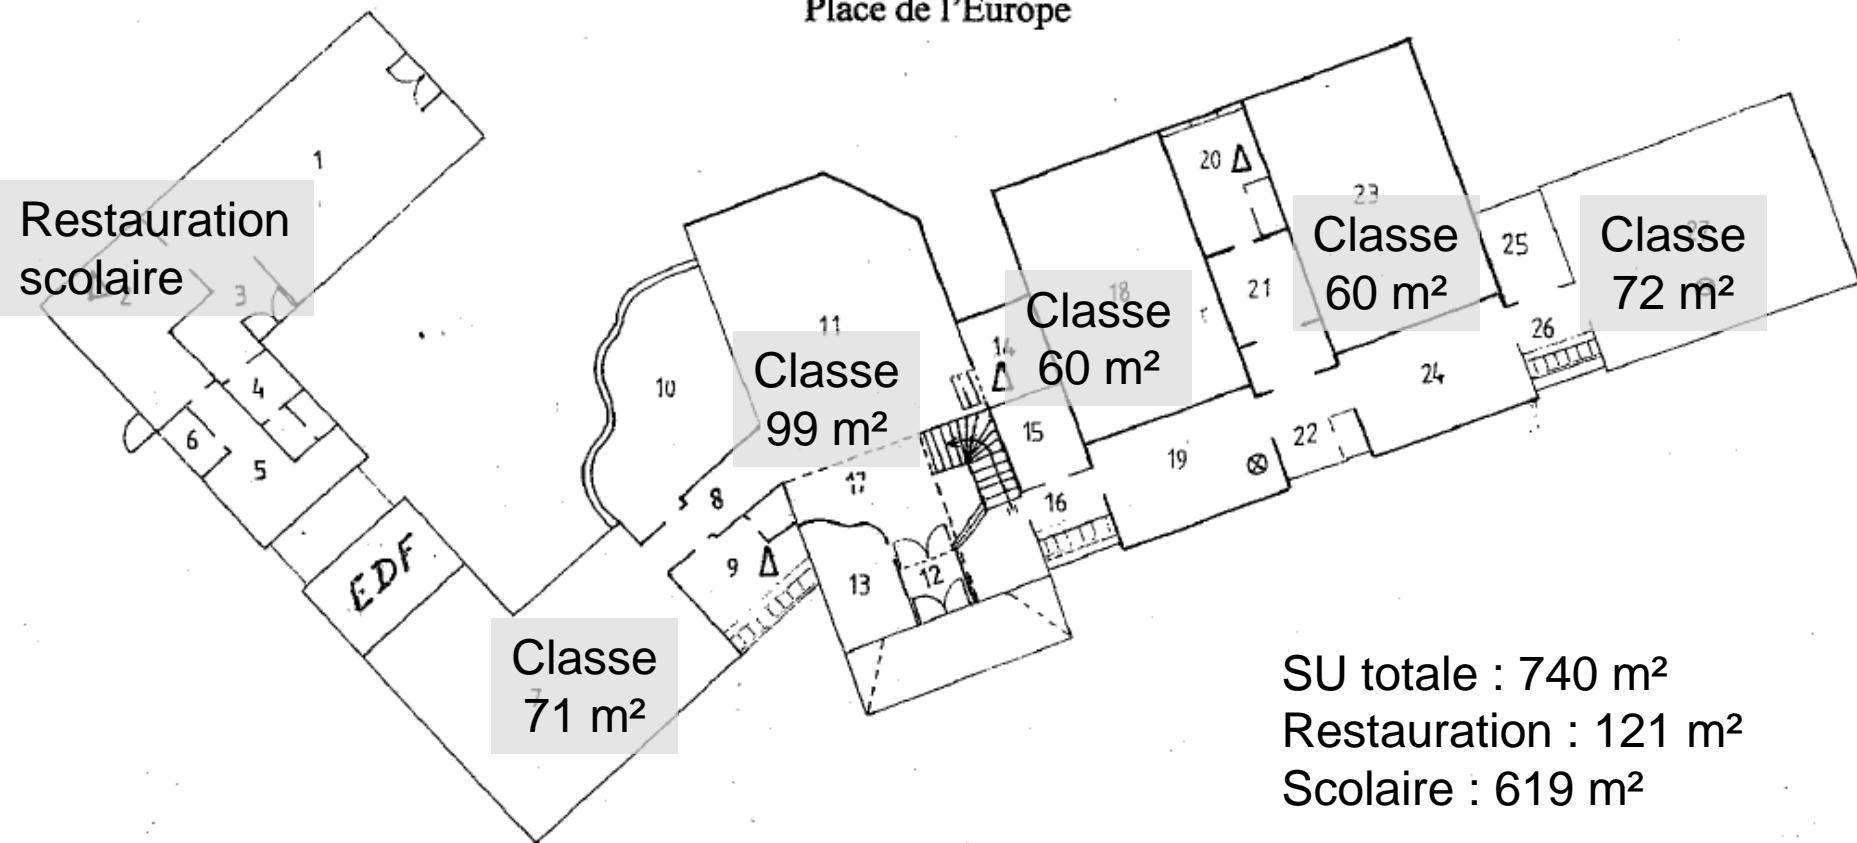 Place de l'Europe
1
Restauration
scolaire
2
3
4
5
6
EDF
7
Classe
71 m²
8
9
10
11
Classe
99 m²
12
13
14
15
16
17
18
Classe
60 m²
19
20
21
22
23
Classe
60 m²
24
25
26
Classe
72 m²
SU totale : 740 m²
Restauration : 121 m²
Scolaire : 619 m²